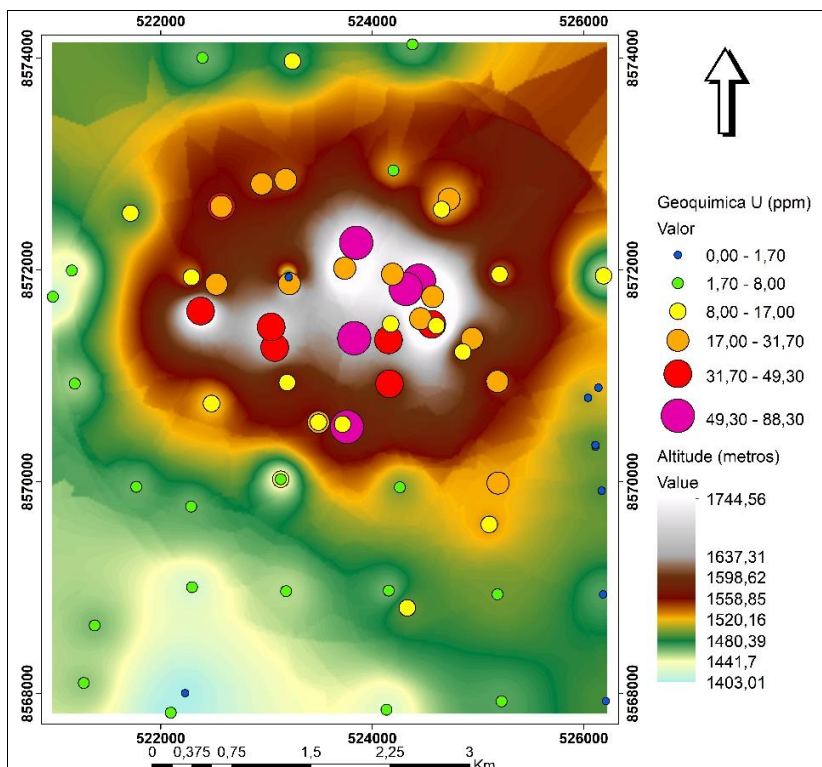 522000 524000 526000
8574000 8574000
8572000 8572000
8570000 8570000
8568000 8568000
522000 524000 526000
0 0,375 0,75 1,5 2,25 3
Km
Geoquimica U (ppm)
Valor
0,00 - 1,70
1,70 - 8,00
8,00 - 17,00
17,00 - 31,70
31,70 - 49,30
49,30 - 88,30
Altitude (metros)
Value
1744,56
1637,31
1598,62
1558,85
1520,16
1480,39
1441,7
1403,01